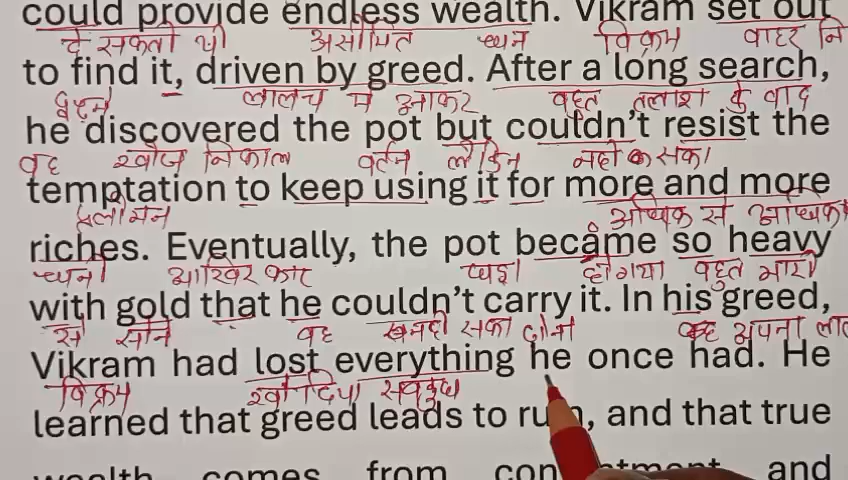 could provide endless wealth. Vikram set out
दे सकती थी असीमित धन विक्रम बाहर नि
to find it, driven by greed. After a long search,
ढूढ़ने लालच में आकर बहुत तलाश के बाद
he discovered the pot but couldn't resist the
वह खोज निकाला बर्तन लेकिन नहीं सका
temptation to keep using it for more and more
प्रलोभन अधिक से अधिक
riches. Eventually, the pot became so heavy
धनी आखिर कार घड़ा हो गया बहुत भारी
with gold that he couldn't carry it. In his greed,
से सोने वह सका ढोना अपना
Vikram had lost everything he once had. He
विक्रम खो दिया सबकुछ
learned that greed leads to ru, and that true
wealth comes from con tment and